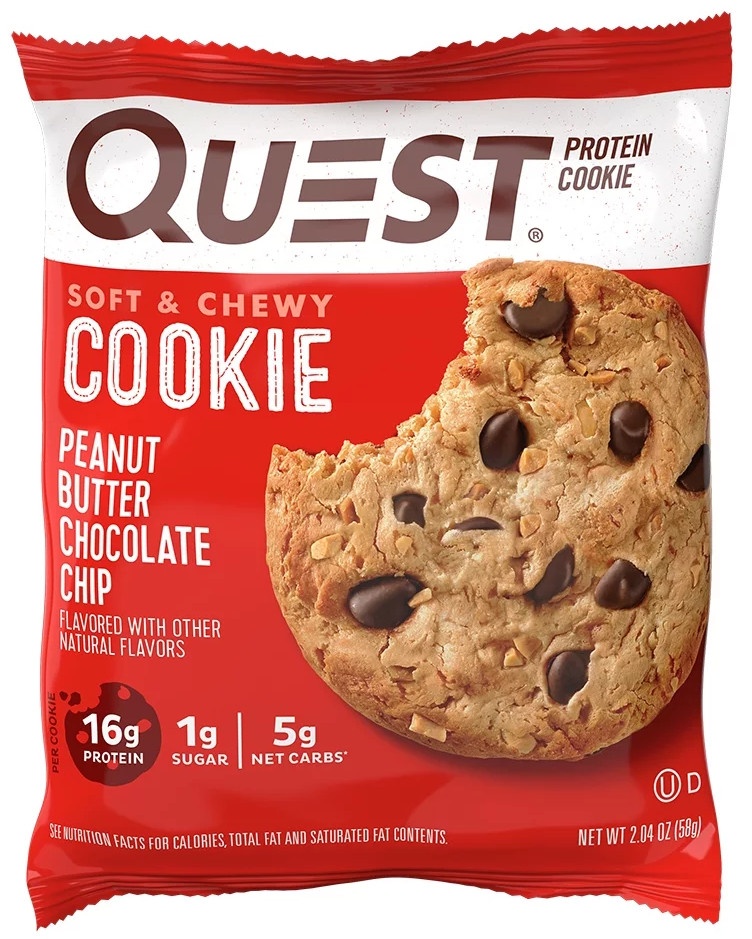 QUEST®
PROTEIN
COOKIE
SOFT & CHEWY
COOKIE
PEANUT
BUTTER
CHOCOLATE
CHIP
FLAVORED WITH OTHER
NATURAL FLAVORS
PER COOKIE
16g
PROTEIN
1g
SUGAR
5g
NET CARBS*
U D
SEE NUTRITION FACTS FOR CALORIES, TOTAL FAT AND SATURATED FAT CONTENTS.
NET WT 2.04 OZ (58g)